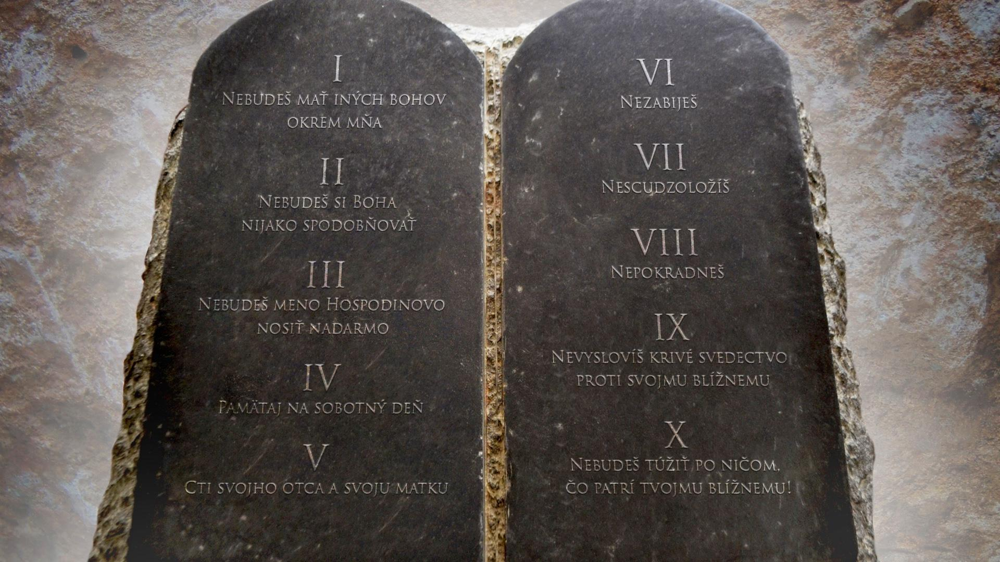 I
Nebudeš mať iných bohov
okrem mňa
II
Nebudeš si Boha
nijako spodobňovať
III
Nebudeš meno Hospodinovo
nosiť nadarmo
IV
Pamätaj na sobotný deň
V
Cti svojho otca a svoju matku
VI
Nezabiješ
VII
Nescudzoložíš
VIII
Nepokradneš
IX
Nevyslovíš krivé svedectvo
proti svojmu blížnemu
X
Nebudeš túžiť po ničom,
čo patrí tvojmu blížnemu!